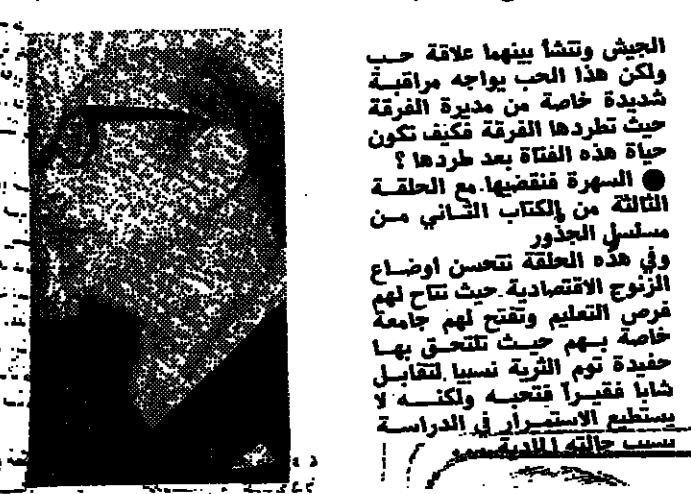 الجيش وتنشأ بينهما علاقة حب
ولكن هذا الحب يواجه مراقبة
شديدة خاصة من مديرة الفرقة
حيث تطردها الفرقة فكيف تكون
حياة هذه الفتاة بعد طردها ؟
● السهرة فنقضيها مع الحلقة
الثالثة من الكتاب الثاني من
مسلسل الجذور
وفي هذه الحلقة تتحسن اوضاع
الزنوج الاقتصادية حيث تتاح لهم
فرص التعليم وتفتح لهم جامعة
خاصة بهم حيث تلتحق بها
حفيدة توم الثرية نسبيا لتقابل
شابا فقيراً فتحبه ولكنه لا
يستطيع الاستمرار في الدراسة
بسبب حالته المادية